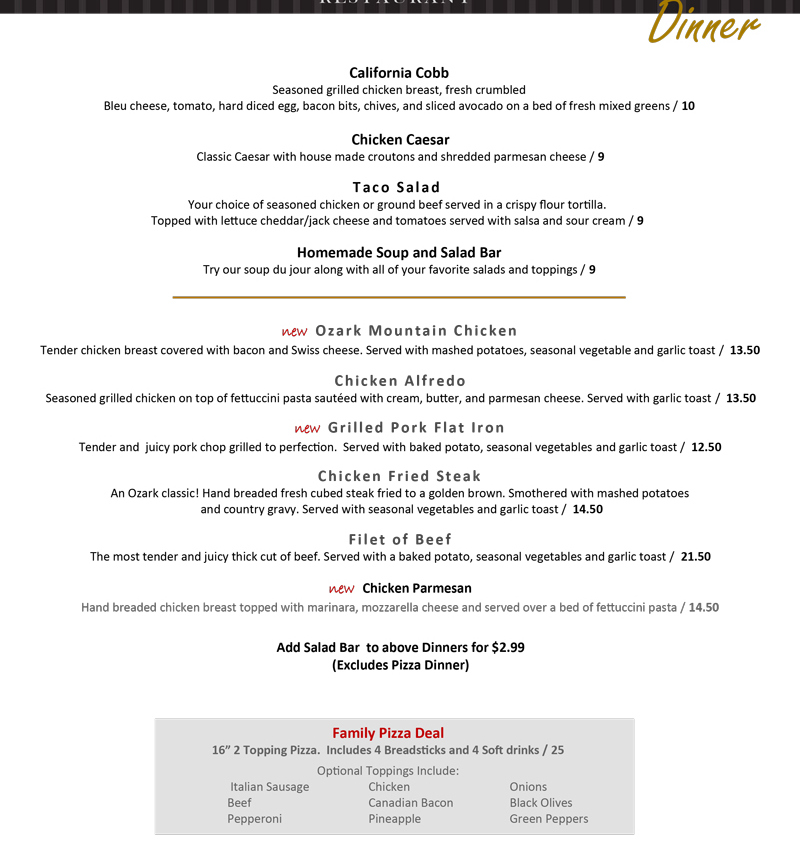 RESTAURANT
Dinner
California Cobb
Seasoned grilled chicken breast, fresh crumbled
Bleu cheese, tomato, hard diced egg, bacon bits, chives, and sliced avocado on a bed of fresh mixed greens / 10
Chicken Caesar
Classic Caesar with house made croutons and shredded parmesan cheese / 9
Taco Salad
Your choice of seasoned chicken or ground beef served in a crispy flour tortilla.
Topped with lettuce cheddar/jack cheese and tomatoes served with salsa and sour cream / 9
Homemade Soup and Salad Bar
Try our soup du jour along with all of your favorite salads and toppings / 9
new Ozark Mountain Chicken
Tender chicken breast covered with bacon and Swiss cheese. Served with mashed potatoes, seasonal vegetable and garlic toast / 13.50
Chicken Alfredo
Seasoned grilled chicken on top of fettuccini pasta sautéed with cream, butter, and parmesan cheese. Served with garlic toast / 13.50
new Grilled Pork Flat Iron
Tender and juicy pork chop grilled to perfection. Served with baked potato, seasonal vegetables and garlic toast / 12.50
Chicken Fried Steak
An Ozark classic! Hand breaded fresh cubed steak fried to a golden brown. Smothered with mashed potatoes
and country gravy. Served with seasonal vegetables and garlic toast / 14.50
Filet of Beef
The most tender and juicy thick cut of beef. Served with a baked potato, seasonal vegetables and garlic toast / 21.50
new Chicken Parmesan
Hand breaded chicken breast topped with marinara, mozzarella cheese and served over a bed of fettuccini pasta / 14.50
Add Salad Bar to above Dinners for $2.99
(Excludes Pizza Dinner)
Family Pizza Deal
16” 2 Topping Pizza. Includes 4 Breadsticks and 4 Soft drinks / 25
Optional Toppings Include:
Italian Sausage Chicken Onions
Beef Canadian Bacon Black Olives
Pepperoni Pineapple Green Peppers